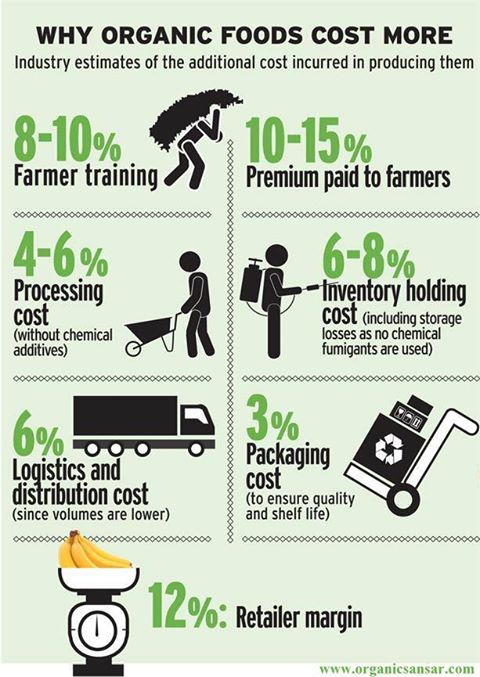 WHY ORGANIC FOODS COST MORE
Industry estimates of the additional cost incurred in producing them
8-10%
Farmer training
10-15%
Premium paid to farmers
4-6%
Processing
cost
(without chemical
additives)
6-8%
Inventory holding
cost (including storage
losses as no chemical
fumigants are used)
6%
Logistics and
distribution cost
(since volumes are lower)
3%
Packaging
cost
(to ensure quality
and shelf life)
12%: Retailer margin
www.organicsansar.com